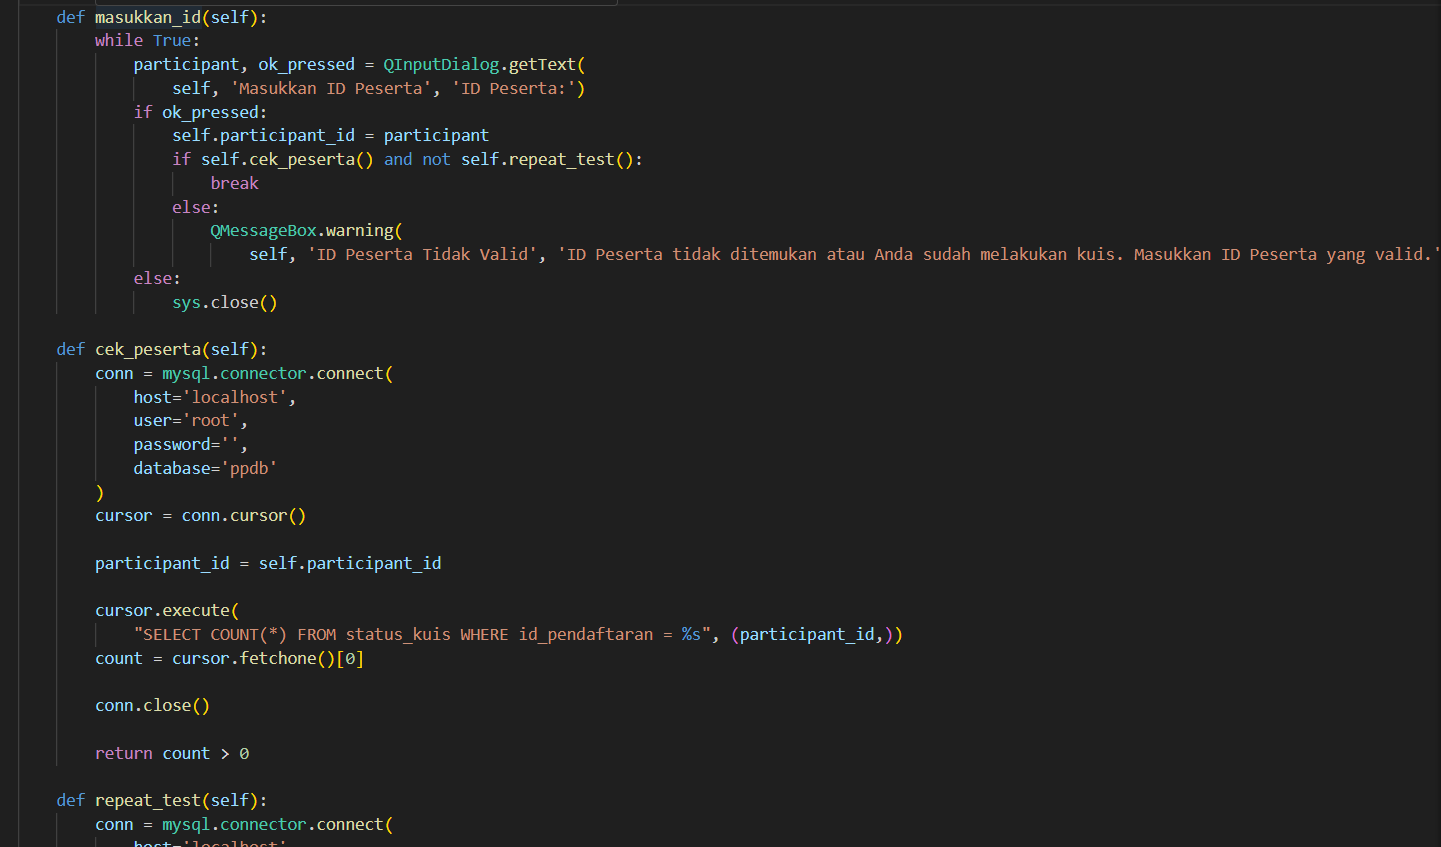 def masukkan_id(self):
while True:
participant, ok_pressed = QInputDialog.getText(
self, 'Masukkan ID Peserta', 'ID Peserta:')
if ok_pressed:
self.participant_id = participant
if self.cek_peserta() and not self.repeat_test():
break
else:
QMessageBox.warning(
self, 'ID Peserta Tidak Valid', 'ID Peserta tidak ditemukan atau Anda sudah melakukan kuis. Masukkan ID Peserta yang valid.'
else:
sys.close()
def cek_peserta(self):
conn = mysql.connector.connect(
host='localhost',
user='root',
password='',
database='ppdb'
)
cursor = conn.cursor()
participant_id = self.participant_id
cursor.execute(
"SELECT COUNT(*) FROM status_kuis WHERE id_pendaftaran = %s", (participant_id,))
count = cursor.fetchone()[0]
conn.close()
return count > 0
def repeat_test(self):
conn = mysql.connector.connect(
host='localhost'